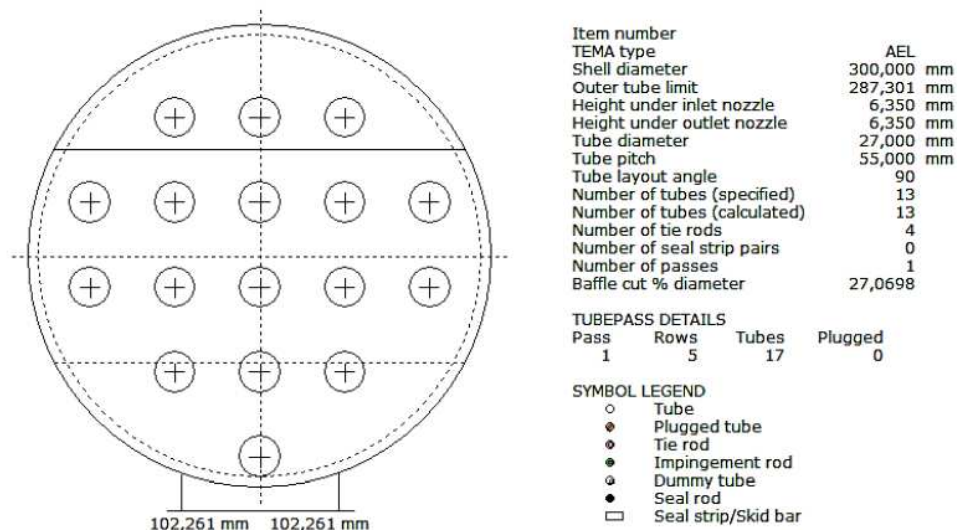 Item number
TEMA type AEL
Shell diameter 300,000 mm
Outer tube limit 287,301 mm
Height under inlet nozzle 6,350 mm
Height under outlet nozzle 6,350 mm
Tube diameter 27,000 mm
Tube pitch 55,000 mm
Tube layout angle 90
Number of tubes (specified) 13
Number of tubes (calculated) 13
Number of tie rods 4
Number of seal strip pairs 0
Number of passes 1
Baffle cut % diameter 27,0698
TUBEPASS DETAILS
Pass Rows Tubes Plugged
1 5 17 0
SYMBOL LEGEND
Tube
Plugged tube
Tie rod
Impingement rod
Dummy tube
Seal rod
Seal strip/Skid bar
102,261 mm 102,261 mm